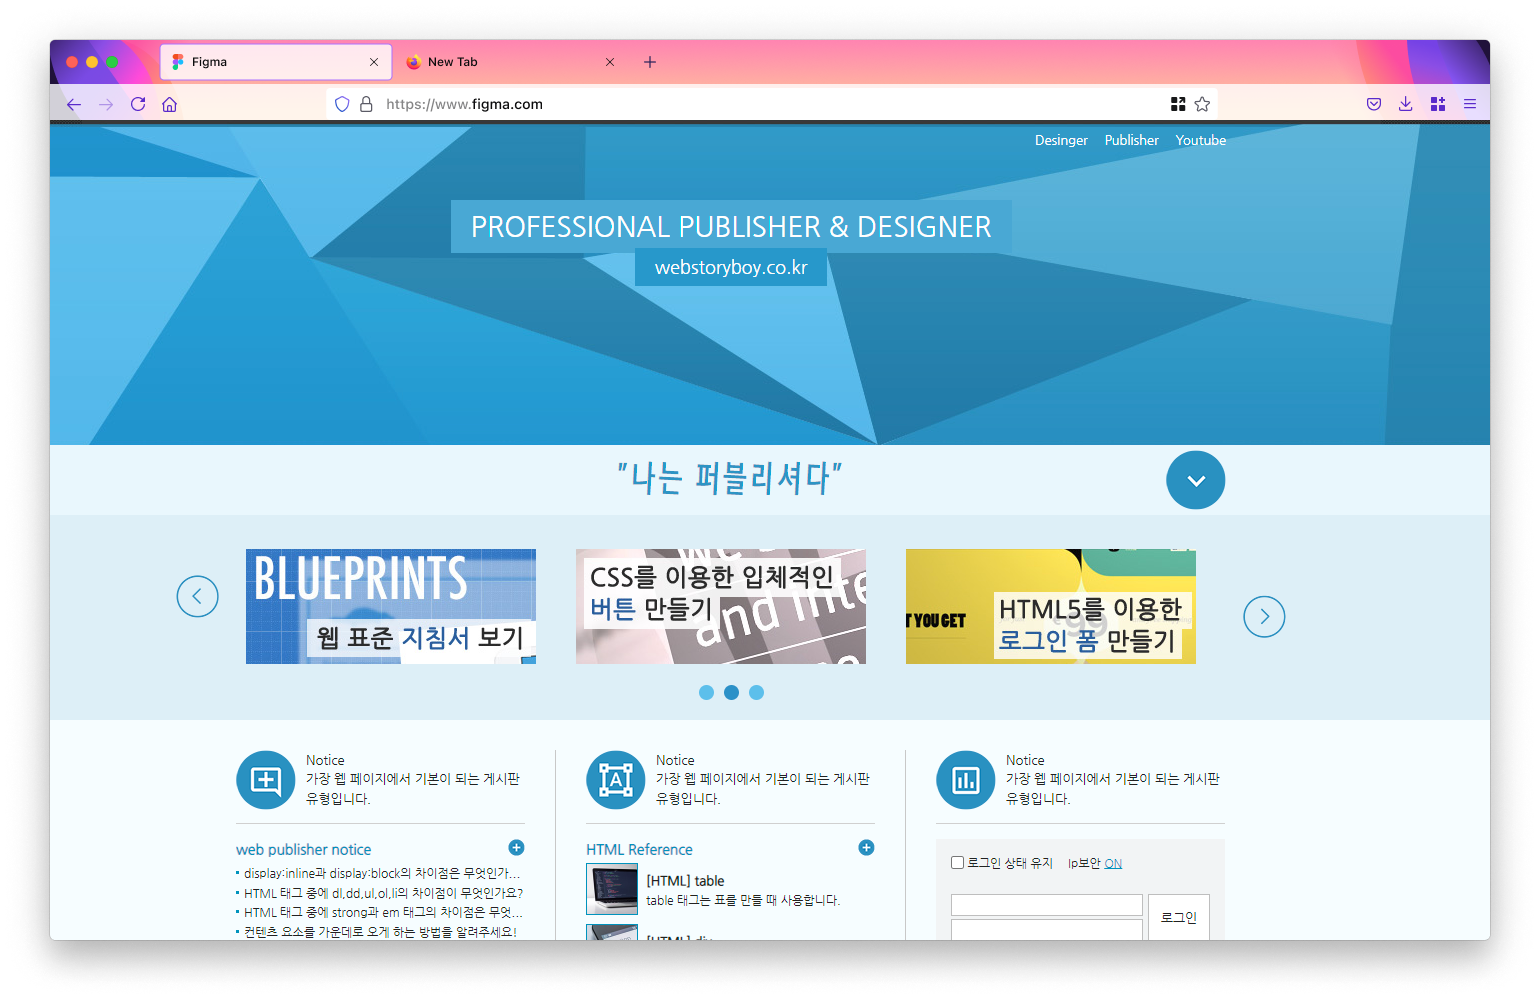 Figma
New Tab
https://www.figma.com
Desinger Publisher Youtube
PROFESSIONAL PUBLISHER & DESIGNER
webstoryboy.co.kr
"나는 퍼블리셔다"
BLUEPRINTS
웹 표준 지침서 보기
CSS를 이용한 입체적인
버튼 만들기
and inte
T YOU GET
HTML5를 이용한
로그인 폼 만들기
Notice
가장 웹 페이지에서 기본이 되는 게시판
유형입니다.
Notice
가장 웹 페이지에서 기본이 되는 게시판
유형입니다.
Notice
가장 웹 페이지에서 기본이 되는 게시판
유형입니다.
web publisher notice
display:inline과 display:block의 차이점은 무엇인가...
HTML 태그 중에 dl,dd,ul,ol,li의 차이점이 무엇인가요?
HTML 태그 중에 strong과 em 태그의 차이점은 무엇...
컨텐츠 요소를 가운데로 오게 하는 방법을 알려주세요!
HTML Reference
[HTML] table
table 태그는 표를 만들 때 사용합니다.
[HTML] div
로그인 상태 유지 Ip보안 ON
로그인